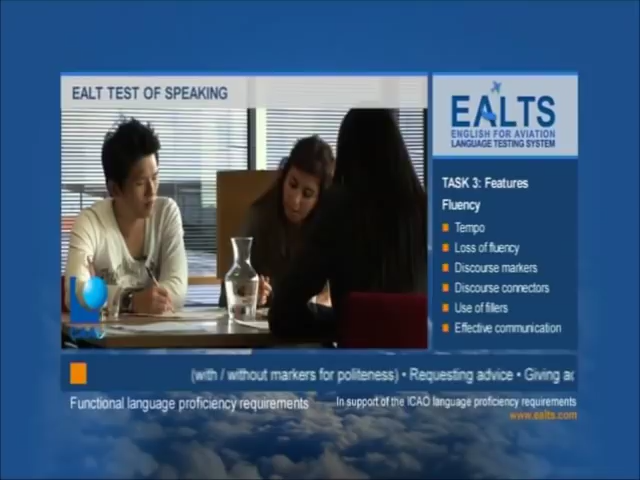 EALT TEST OF SPEAKING
EALTS
ENGLISH FOR AVIATION
LANGUAGE TESTING SYSTEM
TASK 3: Features
Fluency
Tempo
Loss of fluency
Discourse markers
Discourse connectors
Use of fillers
Effective communication
(with / without markers for politeness) • Requesting advice • Giving
Functional language proficiency requirements
In support of the ICAO language proficiency requirements
www.ealts.com